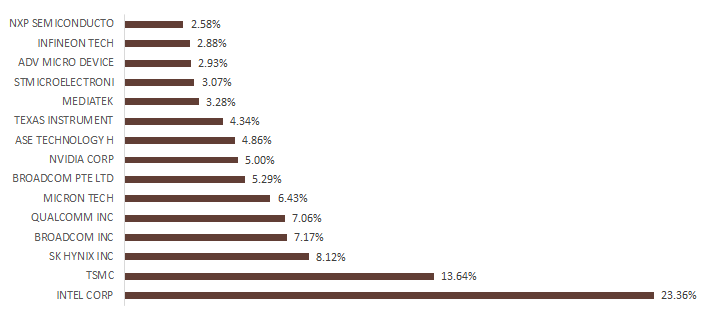 NXP SEMICONDUCTO 2.58%
INFINEON TECH 2.88%
ADV MICRO DEVICE 2.93%
STMICROELECTRONI 3.07%
MEDIATEK 3.28%
TEXAS INSTRUMENT 4.34%
ASE TECHNOLOGY H 4.86%
NVIDIA CORP 5.00%
BROADCOM PTE LTD 5.29%
MICRON TECH 6.43%
QUALCOMM INC 7.06%
BROADCOM INC 7.17%
SK HYNIX INC 8.12%
TSMC 13.64%
INTEL CORP 23.36%